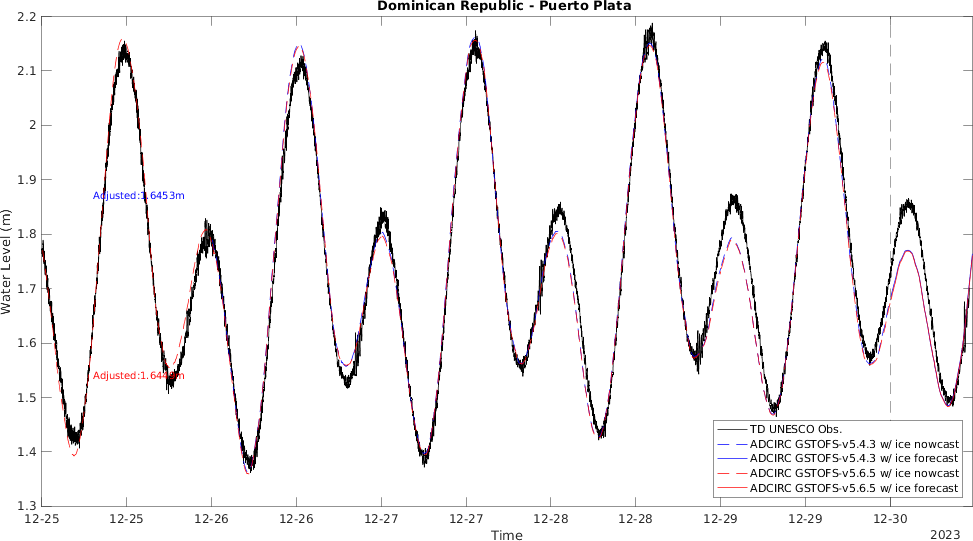 Dominican Republic - Puerto Plata
2.2
2.1
2
1.9
1.8
1.7
1.6
1.5
1.4
1.3
Water Level (m)
Adjusted:1.6453m
TD UNESCO Obs.
ADCIRC GSTOFS-v5.4.3 w/ ice nowcast
ADCIRC GSTOFS-v5.4.3 w/ ice forecast
ADCIRC GSTOFS-v5.6.5 w/ ice nowcast
ADCIRC GSTOFS-v5.6.5 w/ ice forecast
12-25 12-25 12-26 12-26 12-27 12-27 12-28 12-28 12-29 12-29 12-30
Time
2023